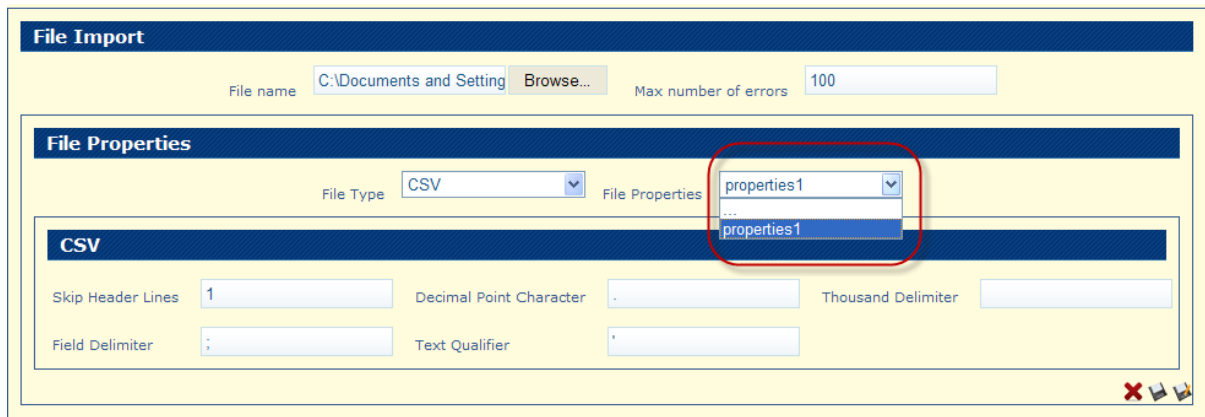 File Import
File name C:\Documents and Setting Browse... Max number of errors 100
File Properties
File Type CSV File Properties properties1
...
properties1
CSV
Skip Header Lines 1 Decimal Point Character . Thousand Delimiter
Field Delimiter ; Text Qualifier '